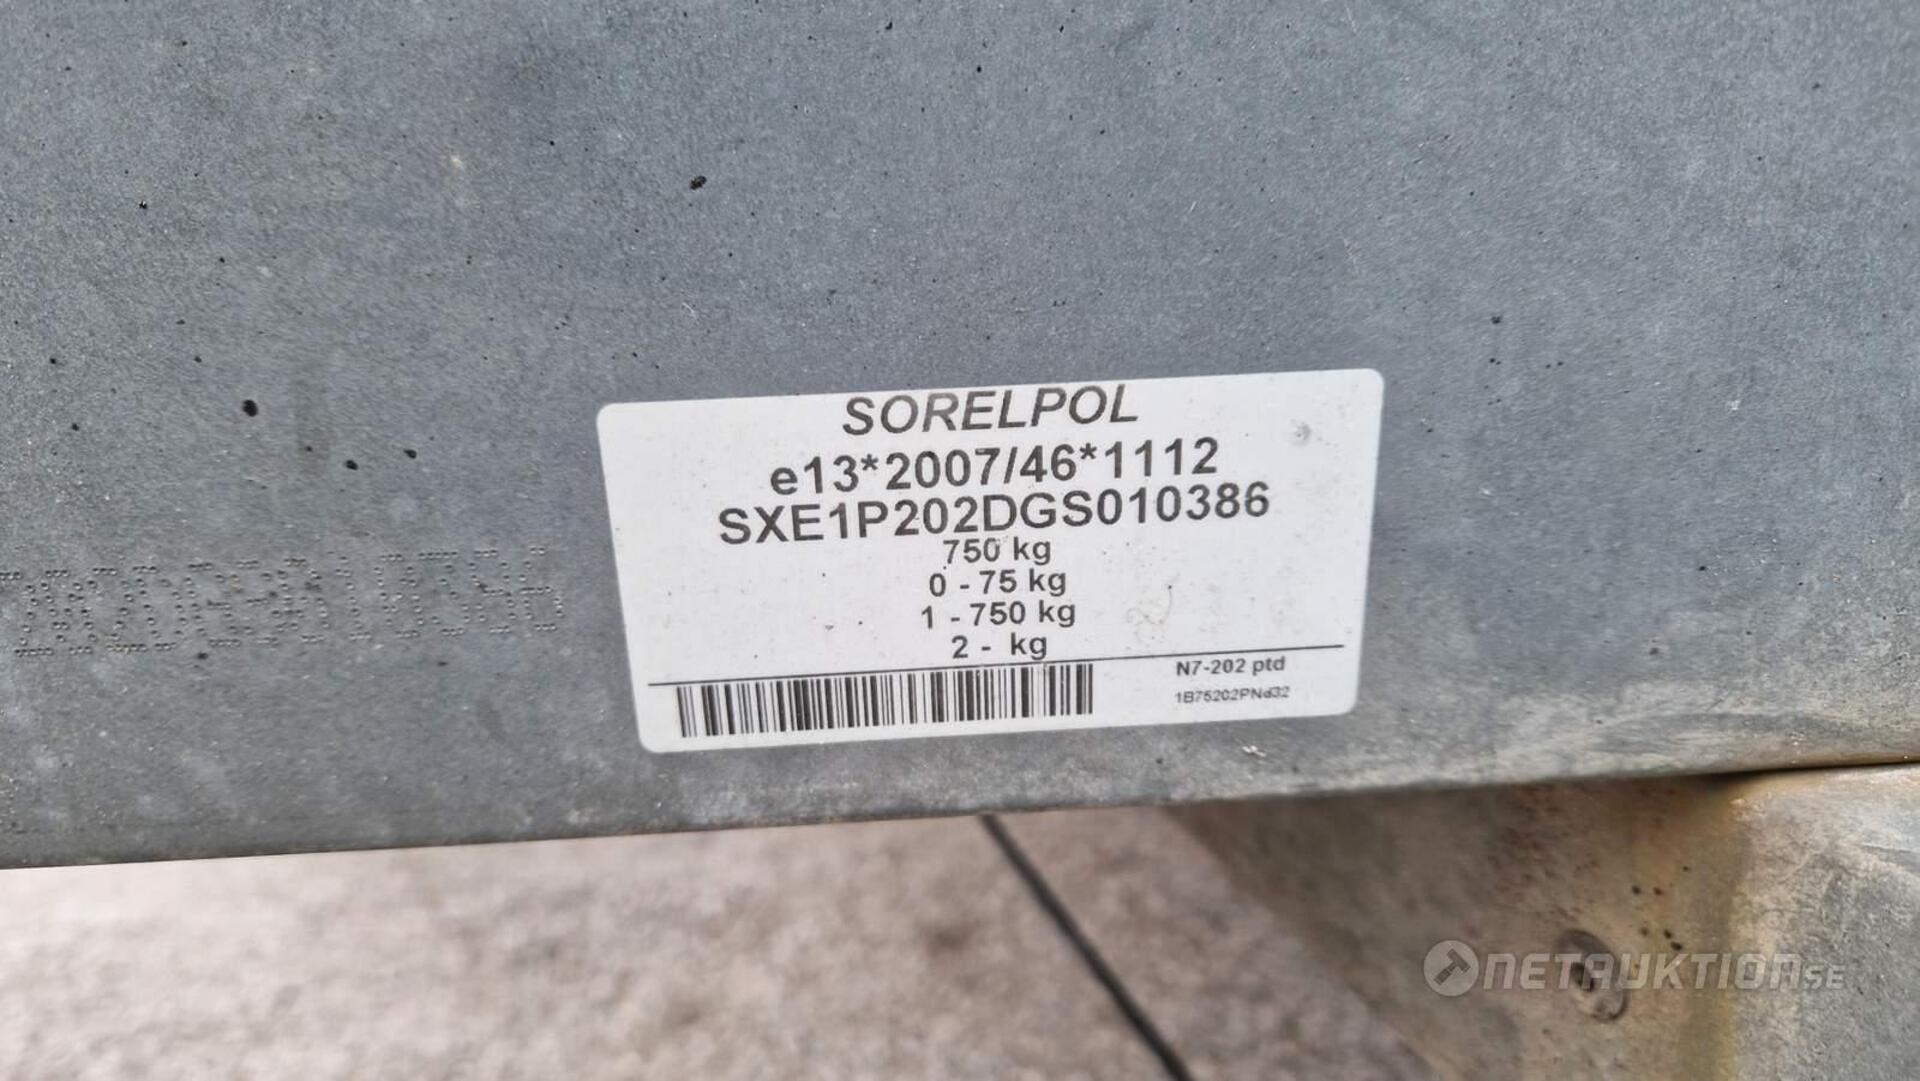 SORELPOL
e13*2007/46*1112
SXE1P202DGS010386
750 kg
0 - 75 kg
1 - 750 kg
2 - kg
N7-202 ptd
1B75202PNd32
NETAUKTION.SE